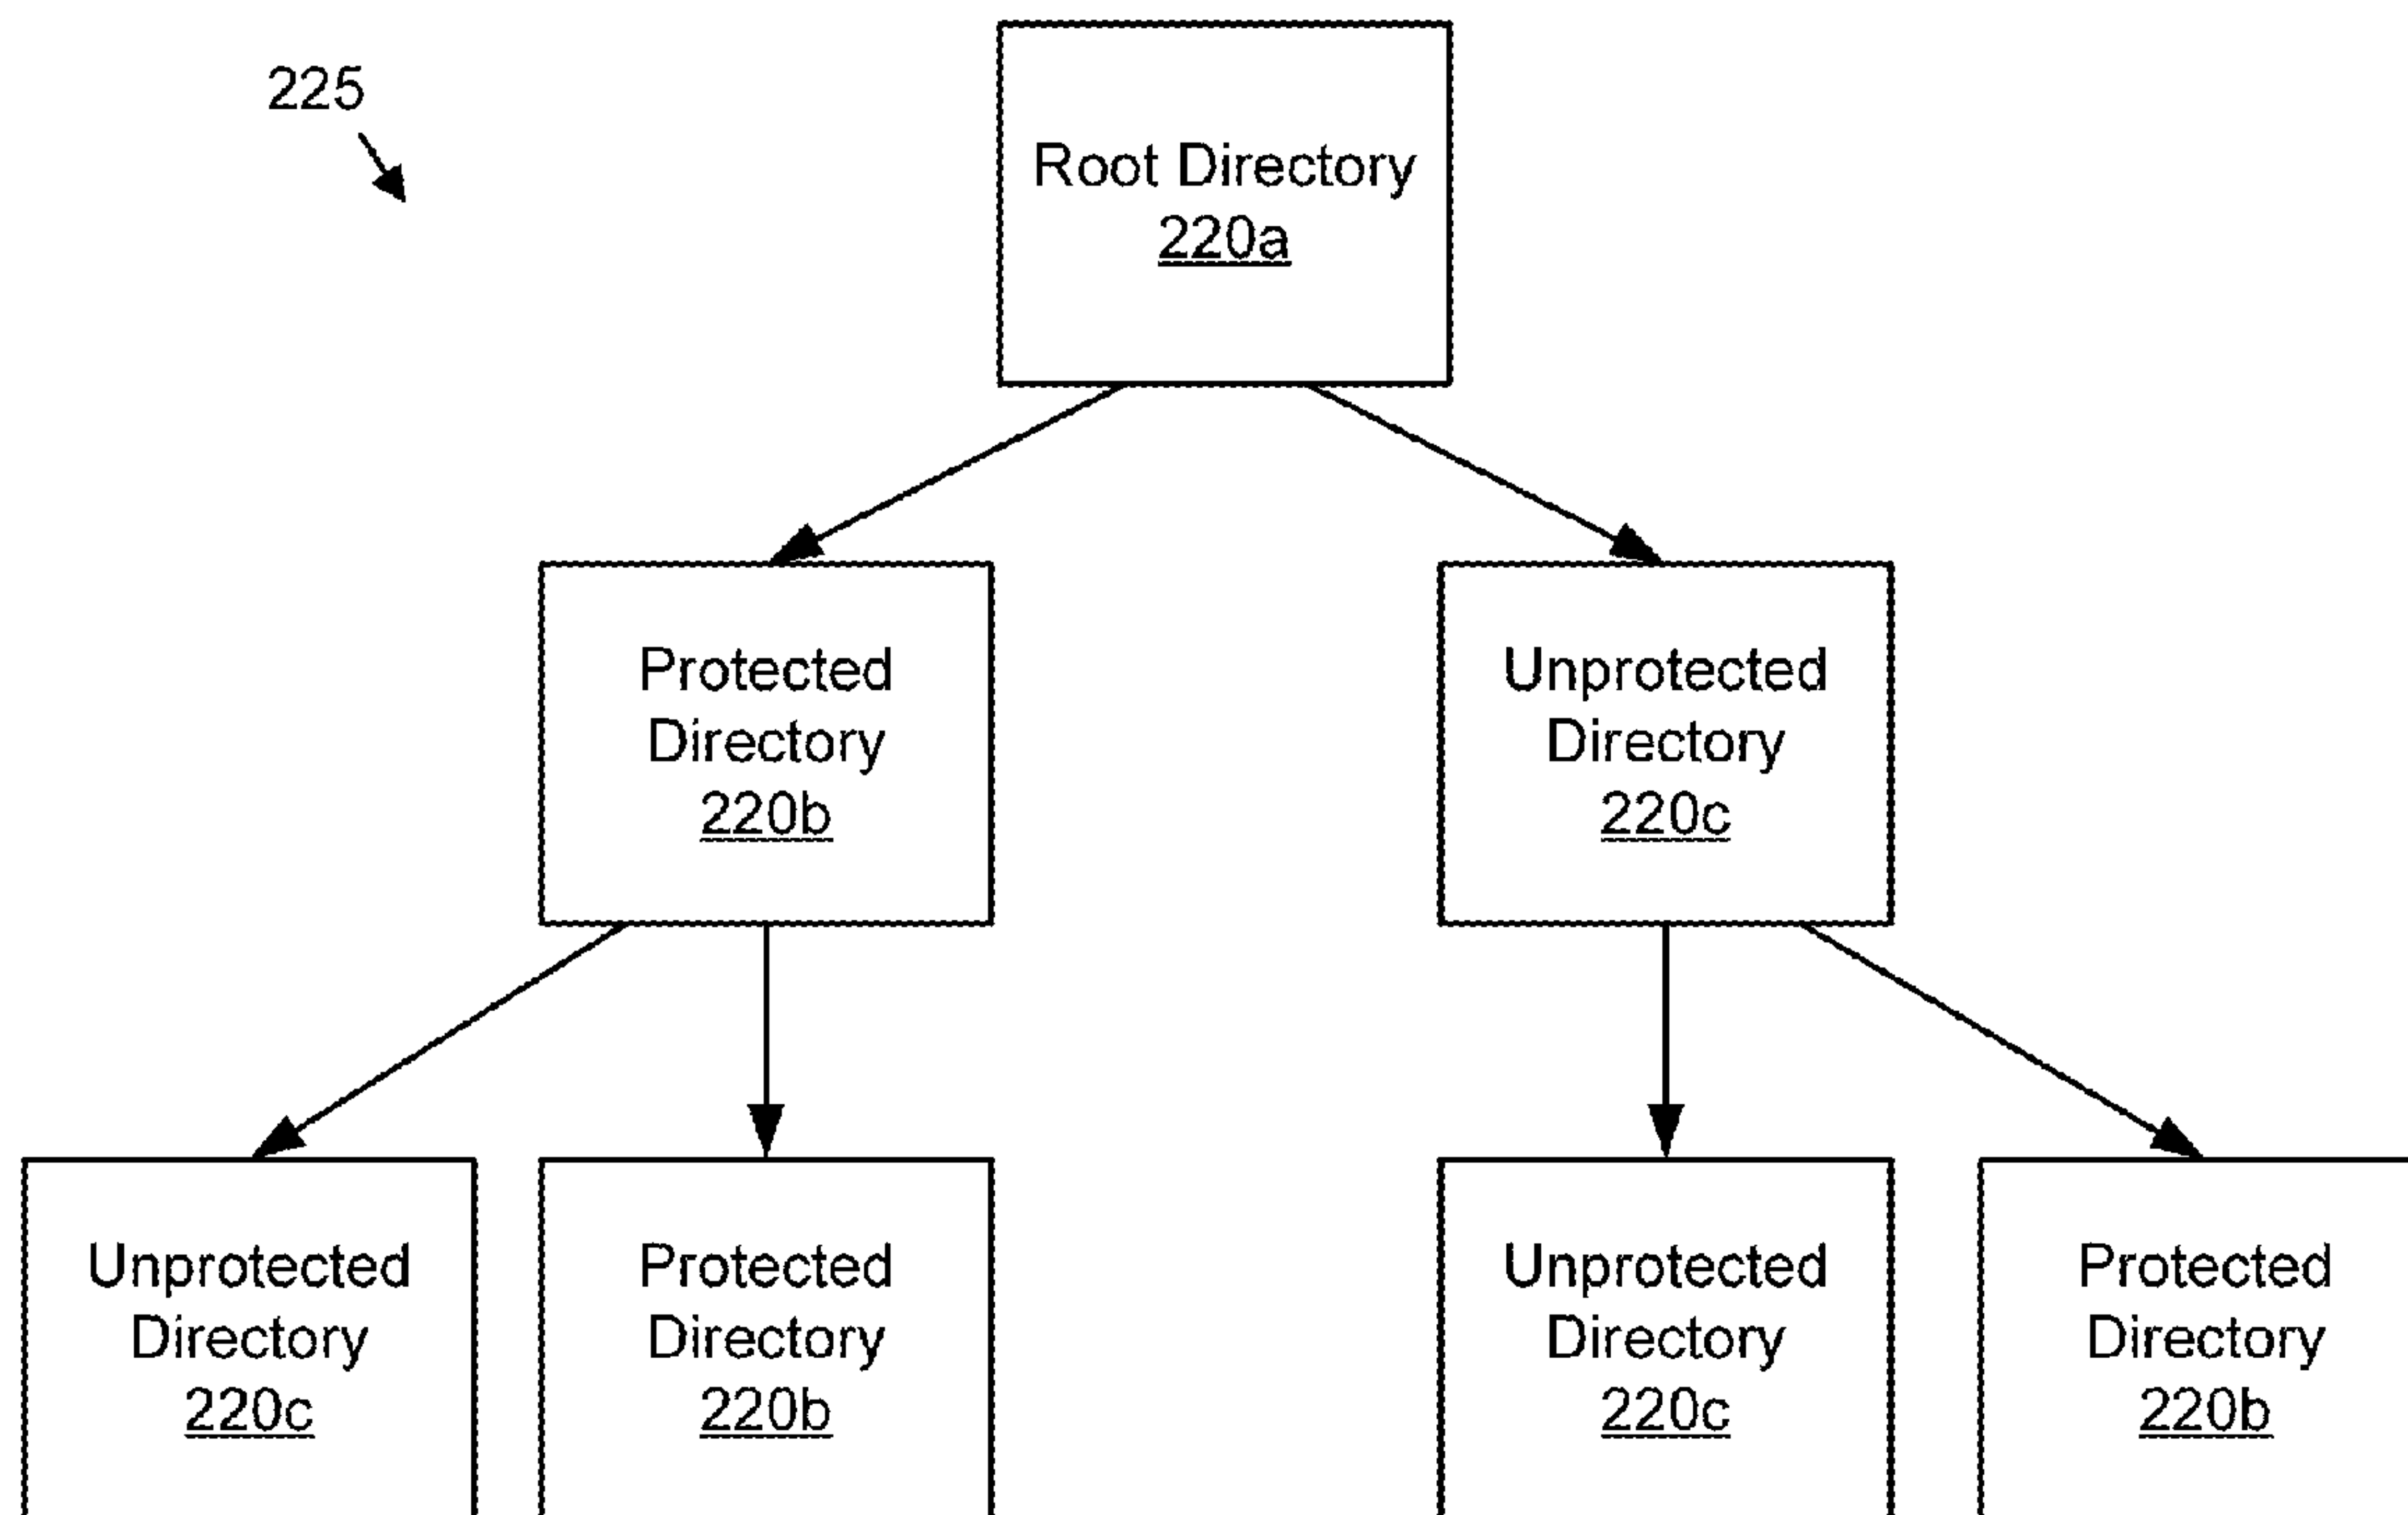 225
Root Directory
220a
Protected
Directory
220b
Unprotected
Directory
220c
Unprotected
Directory
220c
Protected
Directory
220b
Unprotected
Directory
220c
Protected
Directory
220b